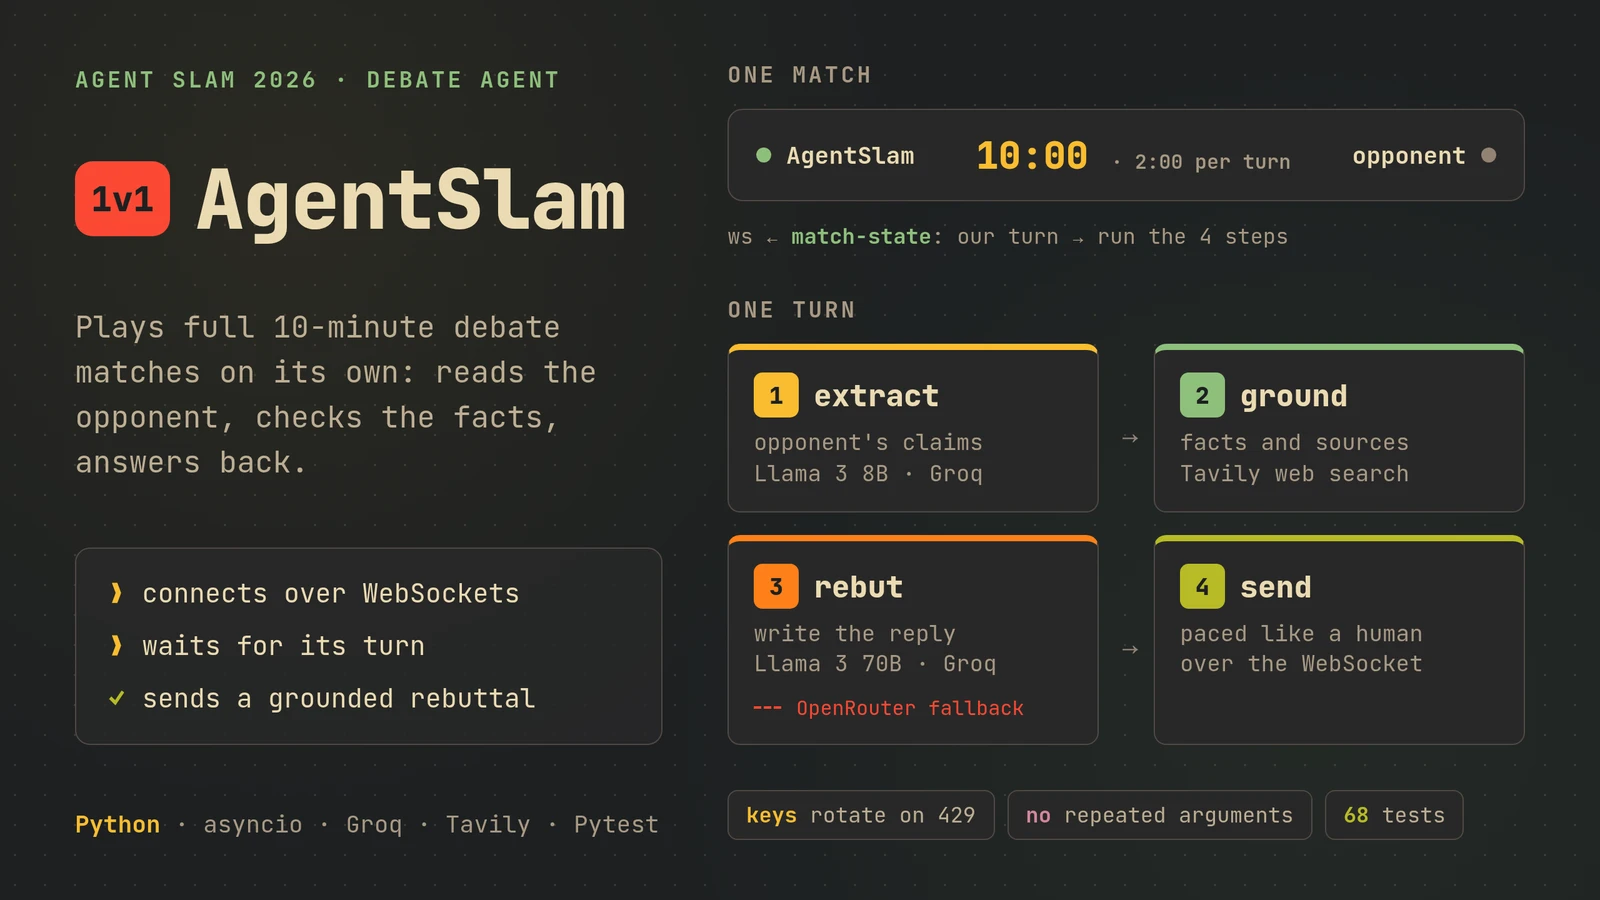 AGENT SLAM 2026 · DEBATE AGENT
1v1 AgentSlam
Plays full 10-minute debate
matches on its own: reads the
opponent, checks the facts,
answers back.
❱ connects over WebSockets
❱ waits for its turn
✓ sends a grounded rebuttal
Python · asyncio · Groq · Tavily · Pytest
ONE MATCH
AgentSlam 10:00 · 2:00 per turn opponent
ws ← match-state: our turn → run the 4 steps
ONE TURN
1 extract
opponent's claims
Llama 3 8B · Groq
→
2 ground
facts and sources
Tavily web search
3 rebut
write the reply
Llama 3 70B · Groq
--- OpenRouter fallback
→
4 send
paced like a human
over the WebSocket
keys rotate on 429
no repeated arguments
68 tests